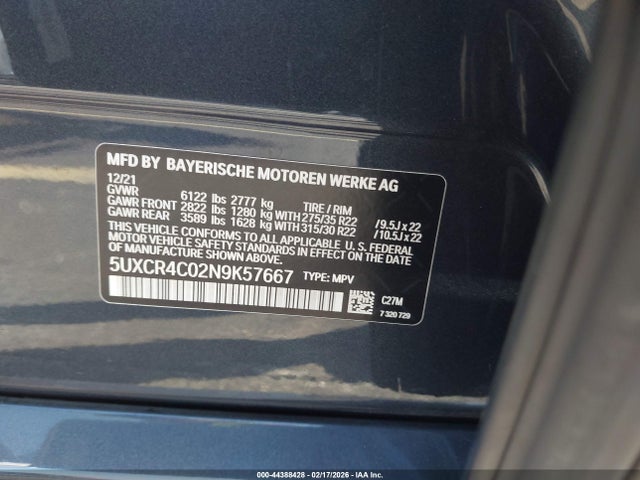 MFD BY BAYERISCHE MOTOREN WERKE AG
12/21
GVWR 6122 lbs 2777 kg TIRE / RIM
GAWR FRONT 2822 lbs 1280 kg WITH 275/35 R22 / 9.5J x 22
GAWR REAR 3589 lbs 1628 kg WITH 315/30 R22 / 10.5J x 22
THIS VEHICLE CONFORMS TO ALL APPLICABLE U.S. FEDERAL
MOTOR VEHICLE SAFETY STANDARDS IN EFFECT
ON THE DATE OF MANUFACTURE SHOWN ABOVE.
5UXCR4C02N9K57667 TYPE: MPV
C27M
7 320 729
000-44388428 - 02/17/2026 - IAA Inc.